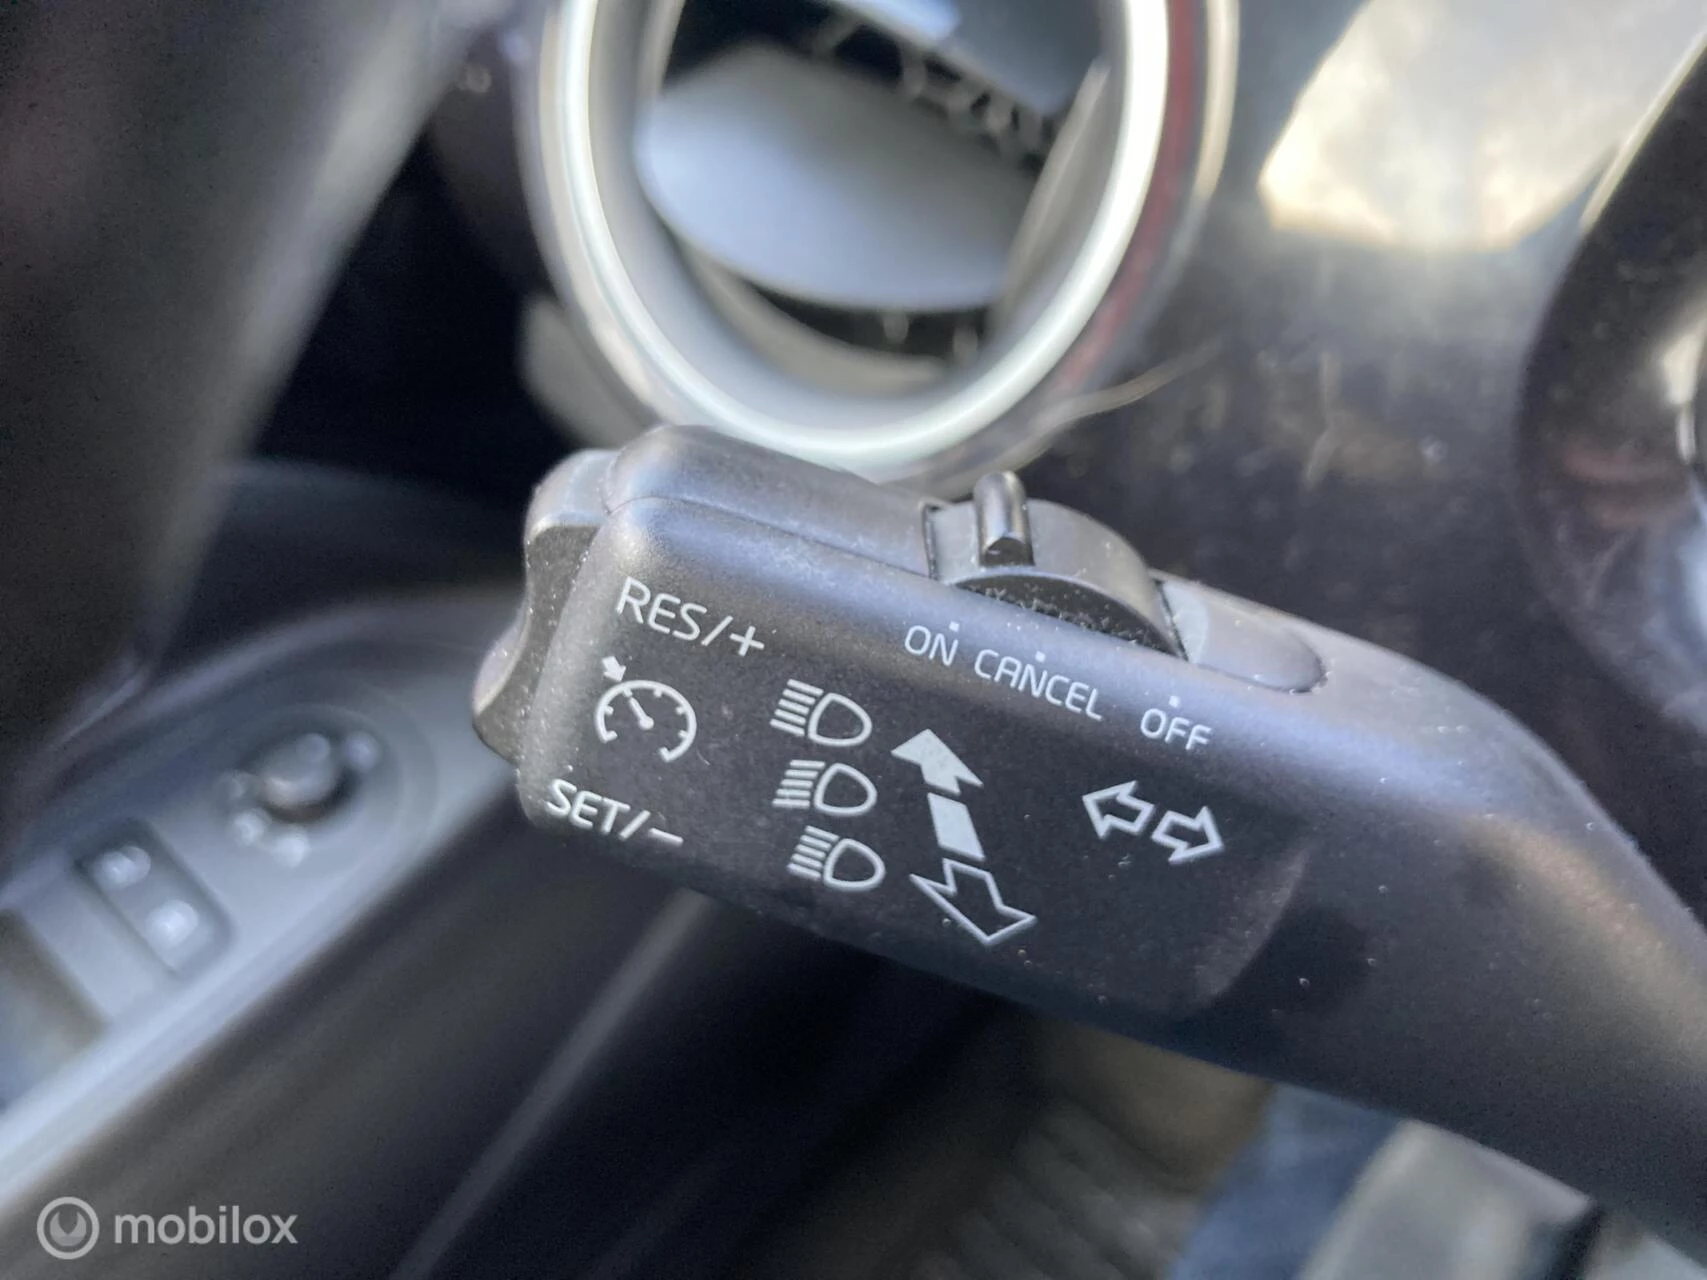 RES/+
ON CANCEL OFF
SET/-
mobilox